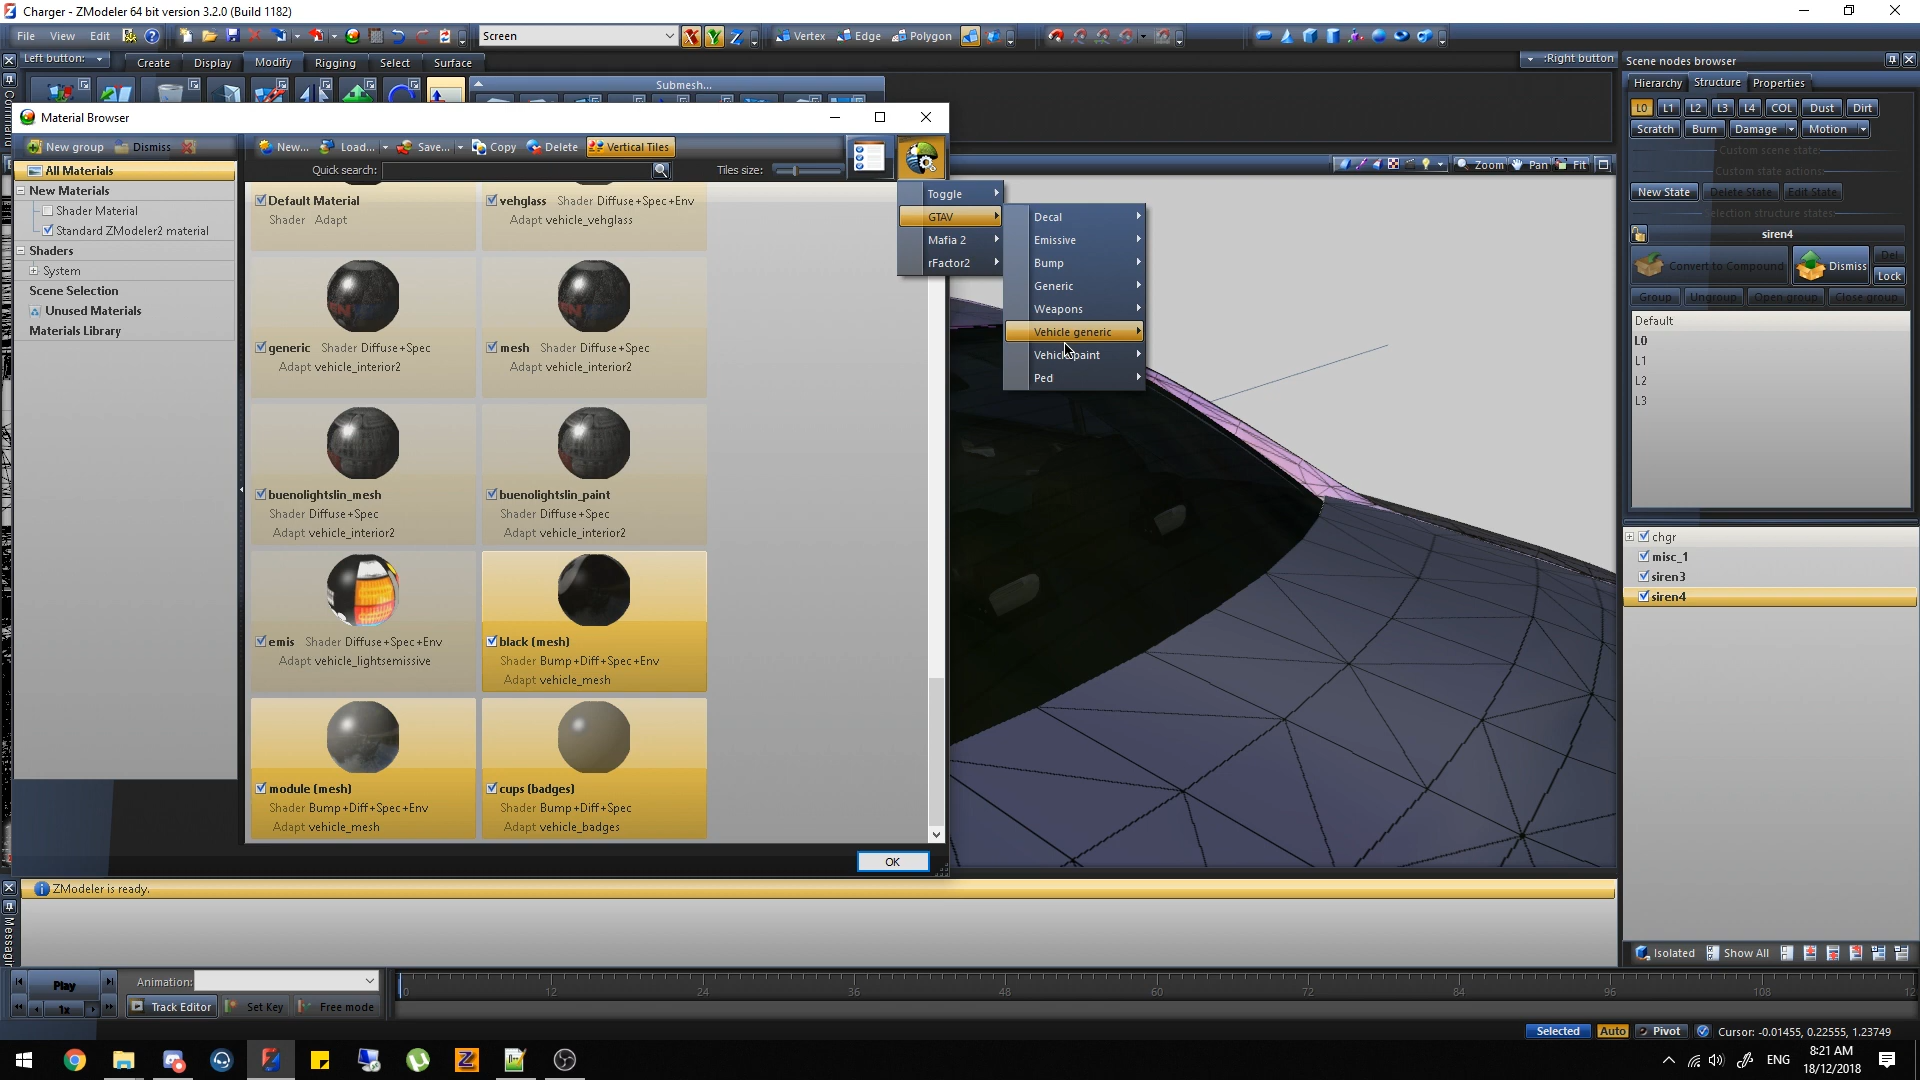 Charger - ZModeler 64 bit version 3.2.0 (Build 1182)
File View Edit
Screen
X Y Z
Vertex Edge Polygon
Left button:
Create Display Modify Rigging Select Surface
:Right button
Submesh...
Material Browser
New group Dismiss
New... Load... Save... Copy Delete Vertical Tiles
Quick search:
Tiles size:
All Materials
New Materials
Shader Material
Standard ZModeler2 material
Shaders
System
Scene Selection
Unused Materials
Materials Library
Default Material
Shader Adapt
vehglass Shader Diffuse+Spec+Env
Adapt vehicle_vehglass
generic Shader Diffuse+Spec
Adapt vehicle_interior2
mesh Shader Diffuse+Spec
Adapt vehicle_interior2
buenolightslin_mesh
Shader Diffuse+Spec
Adapt vehicle_interior2
buenolightslin_paint
Shader Diffuse+Spec
Adapt vehicle_interior2
emis Shader Diffuse+Spec+Env
Adapt vehicle_lightsemissive
black (mesh)
Shader Bump+Diff+Spec+Env
Adapt vehicle_mesh
module (mesh)
Shader Bump+Diff+Spec+Env
Adapt vehicle_mesh
cups (badges)
Shader Bump+Diff+Spec
Adapt vehicle_badges
OK
Toggle
GTAV
Mafia 2
rFactor2
Decal
Emissive
Bump
Generic
Weapons
Vehicle generic
Vehicle paint
Ped
Zoom Pan Fit
Scene nodes browser
Hierarchy Structure Properties
L0 L1 L2 L3 L4 COL Dust Dirt
Scratch Burn Damage Motion
Custom scene state:
Custom state actions:
New State Delete State Edit State
siren4
Convert to Compound Dismiss Del
Lock
Group Ungroup Open group Close group
Default
L0
L1
L2
L3
chgr
misc_1
siren3
siren4
Isolated Show All
ZModeler is ready.
Play
1x
Animation:
Track Editor Set Key Free mode
0 12 24 36 48 60 72 84 96 108 12
Selected Auto Pivot Cursor: -0.01455, 0.22555, 1.23749
ENG
8:21 AM
18/12/2018